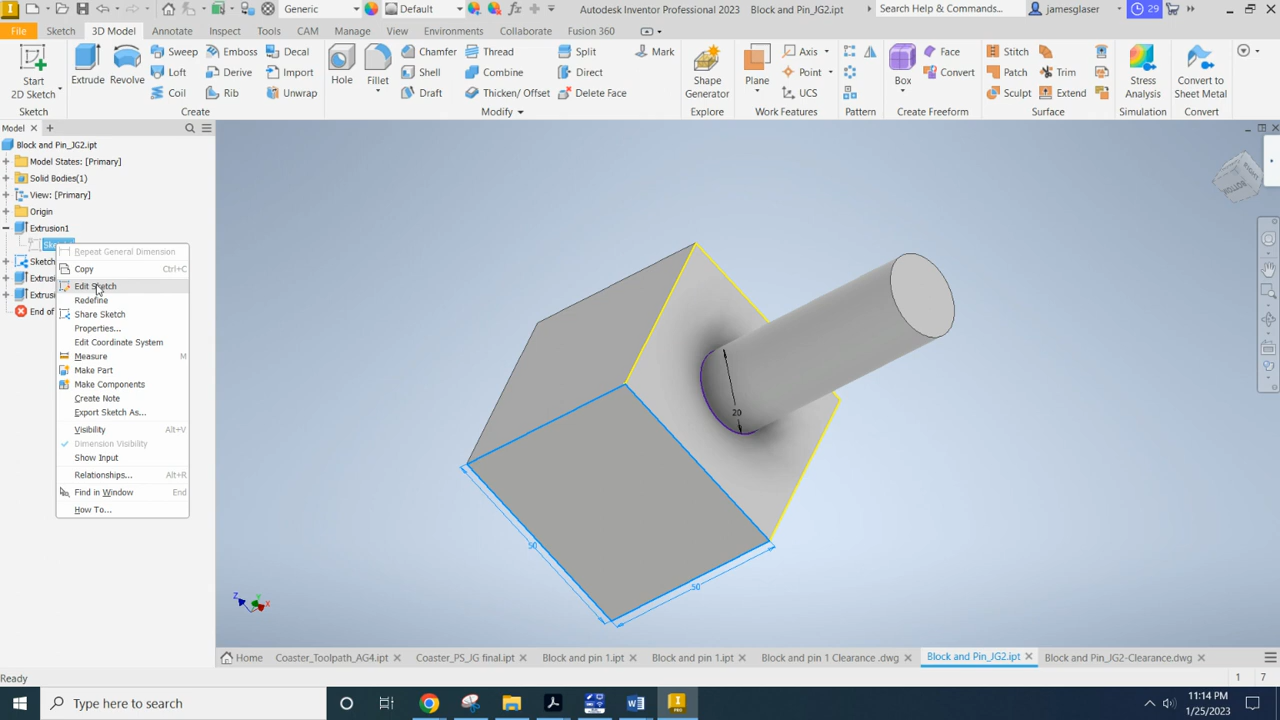 Generic
Default
Autodesk Inventor Professional 2023 Block and Pin_JG2.ipt
Search Help & Commands...
jamesglaser
29
File Sketch 3D Model Annotate Inspect Tools CAM Manage View Environments Collaborate Fusion 360
Start
2D Sketch
Extrude
Revolve
Sweep
Loft
Coil
Emboss
Derive
Rib
Decal
Import
Unwrap
Hole
Fillet
Chamfer
Shell
Draft
Thread
Combine
Thicken/ Offset
Split
Direct
Delete Face
Mark
Shape
Generator
Plane
Axis
Point
UCS
Box
Face
Convert
Stitch
Patch
Sculpt
Trim
Extend
Stress
Analysis
Convert to
Sheet Metal
Sketch Create Modify Explore Work Features Pattern Create Freeform Surface Simulation Convert
Model
Block and Pin_JG2.ipt
Model States: [Primary]
Solid Bodies(1)
View: [Primary]
Origin
Extrusion1
Sketch
Extrus
Extrus
End of
Repeat General Dimension
Copy Ctrl+C
Edit Sketch
Redefine
Share Sketch
Properties...
Edit Coordinate System
Measure M
Make Part
Make Components
Create Note
Export Sketch As...
Visibility Alt+V
Dimension Visibility
Show Input
Relationships... Alt+R
Find in Window End
How To...
20
50
50
Z
Y
X
Home Coaster_Toolpath_AG4.ipt Coaster_PS_JG final.ipt Block and pin 1.ipt Block and pin 1.ipt Block and pin 1 Clearance .dwg Block and Pin_JG2.ipt Block and Pin_JG2-Clearance.dwg
1 7
Type here to search
PRO
11:14 PM
1/25/2023